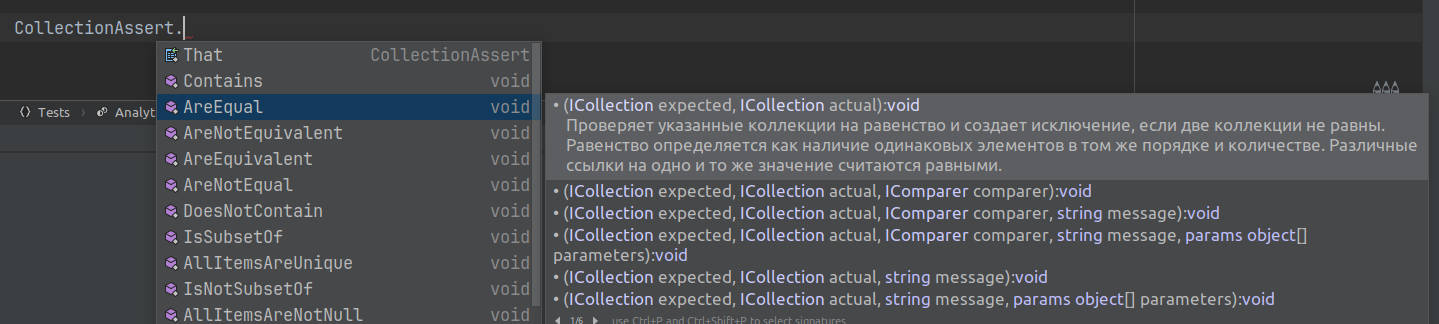 CollectionAssert.
That CollectionAssert
Contains void
AreEqual void
AreNotEquivalent void
AreEquivalent void
AreNotEqual void
DoesNotContain void
IsSubsetOf void
AllItemsAreUnique void
IsNotSubsetOf void
AllItemsAreNotNull void
Tests
Analyt
• (ICollection expected, ICollection actual):void
Проверяет указанные коллекции на равенство и создает исключение, если две коллекции не равны.
Равенство определяется как наличие одинаковых элементов в том же порядке и количестве. Различные
ссылки на одно и то же значение считаются равными.
• (ICollection expected, ICollection actual, IComparer comparer):void
• (ICollection expected, ICollection actual, IComparer comparer, string message):void
• (ICollection expected, ICollection actual, IComparer comparer, string message, params object[]
parameters):void
• (ICollection expected, ICollection actual, string message):void
• (ICollection expected, ICollection actual, string message, params object[] parameters):void
1/6 use Ctrl+P and Ctrl+Shift+P to select signatures